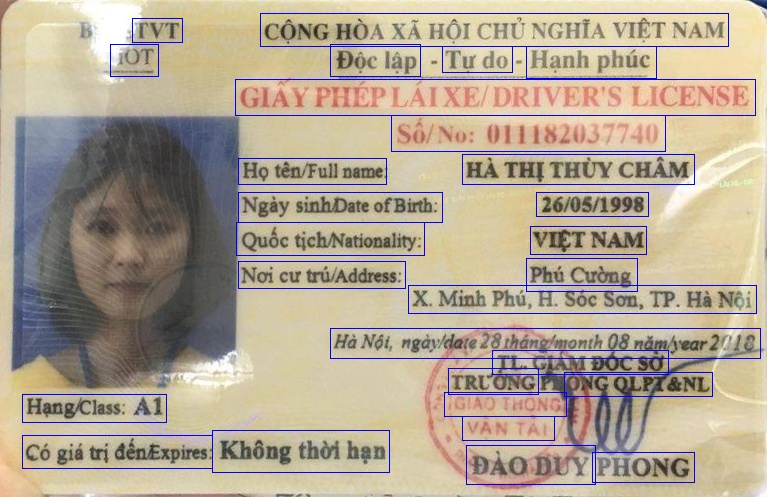 TVT CỘNG HÒA XÃ HỘI CHỦ NGHĨA VIỆT NAM
Độc lập - Tự do - Hạnh phúc
GIẤY PHÉP LÁI XE/DRIVER'S LICENSE
Số/No: 011182037740
Họ tên/Full name: HÀ THỊ THÙY CHÂM
Ngày sinh/Date of Birth: 26/05/1998
Quốc tịch/Nationality: VIỆT NAM
Nơi cư trú/Address: Phú Cường
X. Minh Phú, H. Sóc Sơn, TP. Hà Nội
Hà Nội, ngày/date 28 tháng/month 08 năm/year 2018
TL. GIÁM ĐỐC SỞ
TRƯỞNG PHÒNG QLPT&NL
GIAO THÔNG
VẬN TẢI
Hạng/Class: A1
Có giá trị đến/Expires: Không thời hạn
ĐÀO DUY PHONG